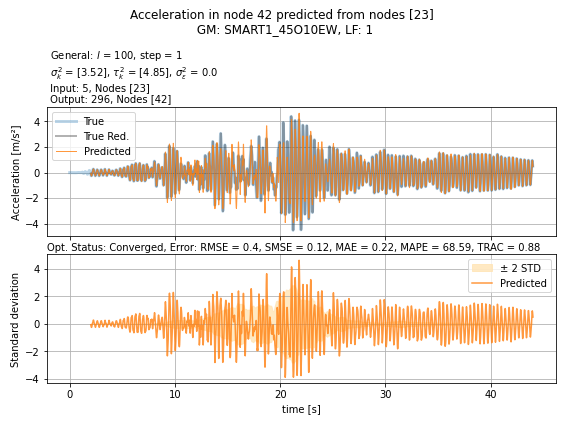 Acceleration in node 42 predicted from nodes [23]
GM: SMART1_45O10EW, LF: 1
General: l = 100, step = 1
σ²ₖ = [3.52], τ²ₖ = [4.85], σ²ε = 0.0
Input: 5, Nodes [23]
Output: 296, Nodes [42]
Acceleration [m/s²]
4
2
0
−2
−4
True
True Red.
Predicted
Opt. Status: Converged, Error: RMSE = 0.4, SMSE = 0.12, MAE = 0.22, MAPE = 68.59, TRAC = 0.88
Standard deviation
4
2
0
−2
−4
± 2 STD
Predicted
0 10 20 30 40
time [s]